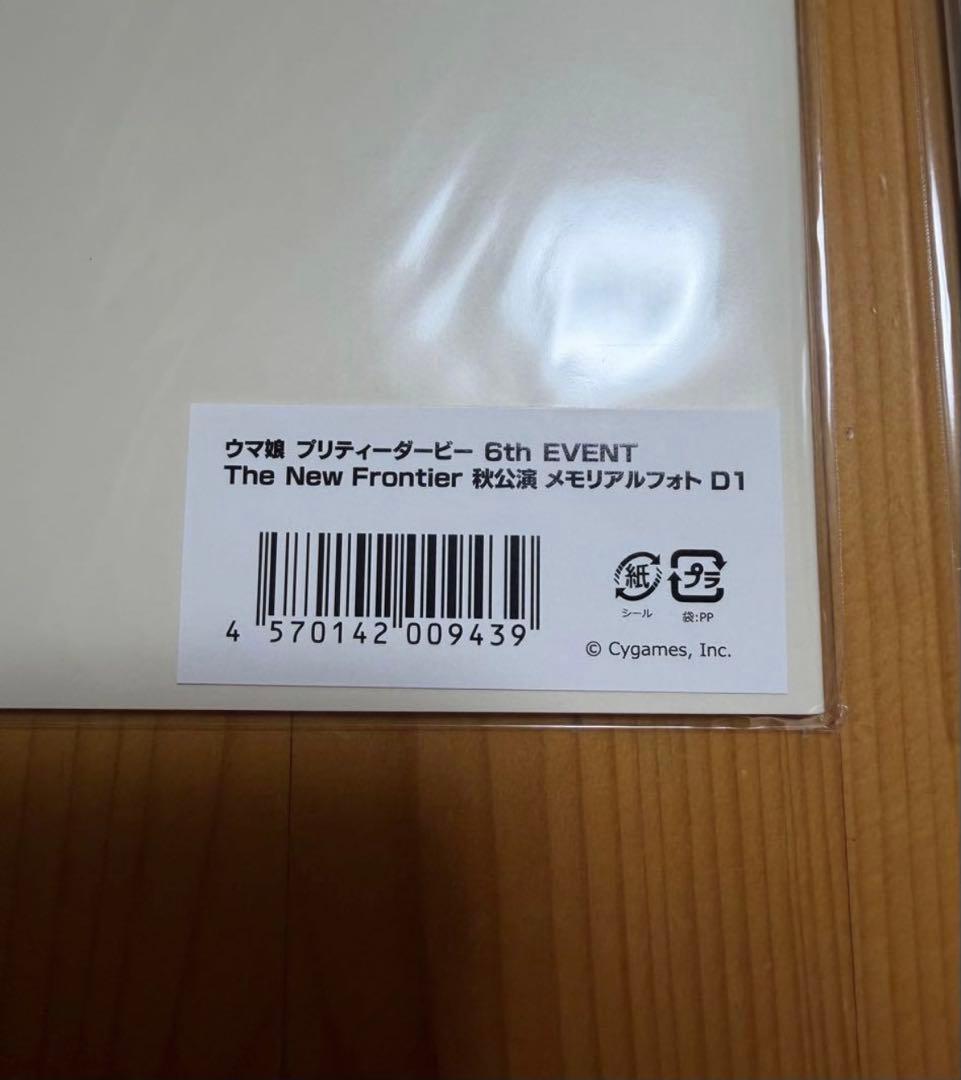 ウマ娘 プリティーダービー 6th EVENT
The New Frontier 秋公演 メモリアルフォト D1
4 570142 009439
紙 プラ
シール 袋:PP
© Cygames, Inc.